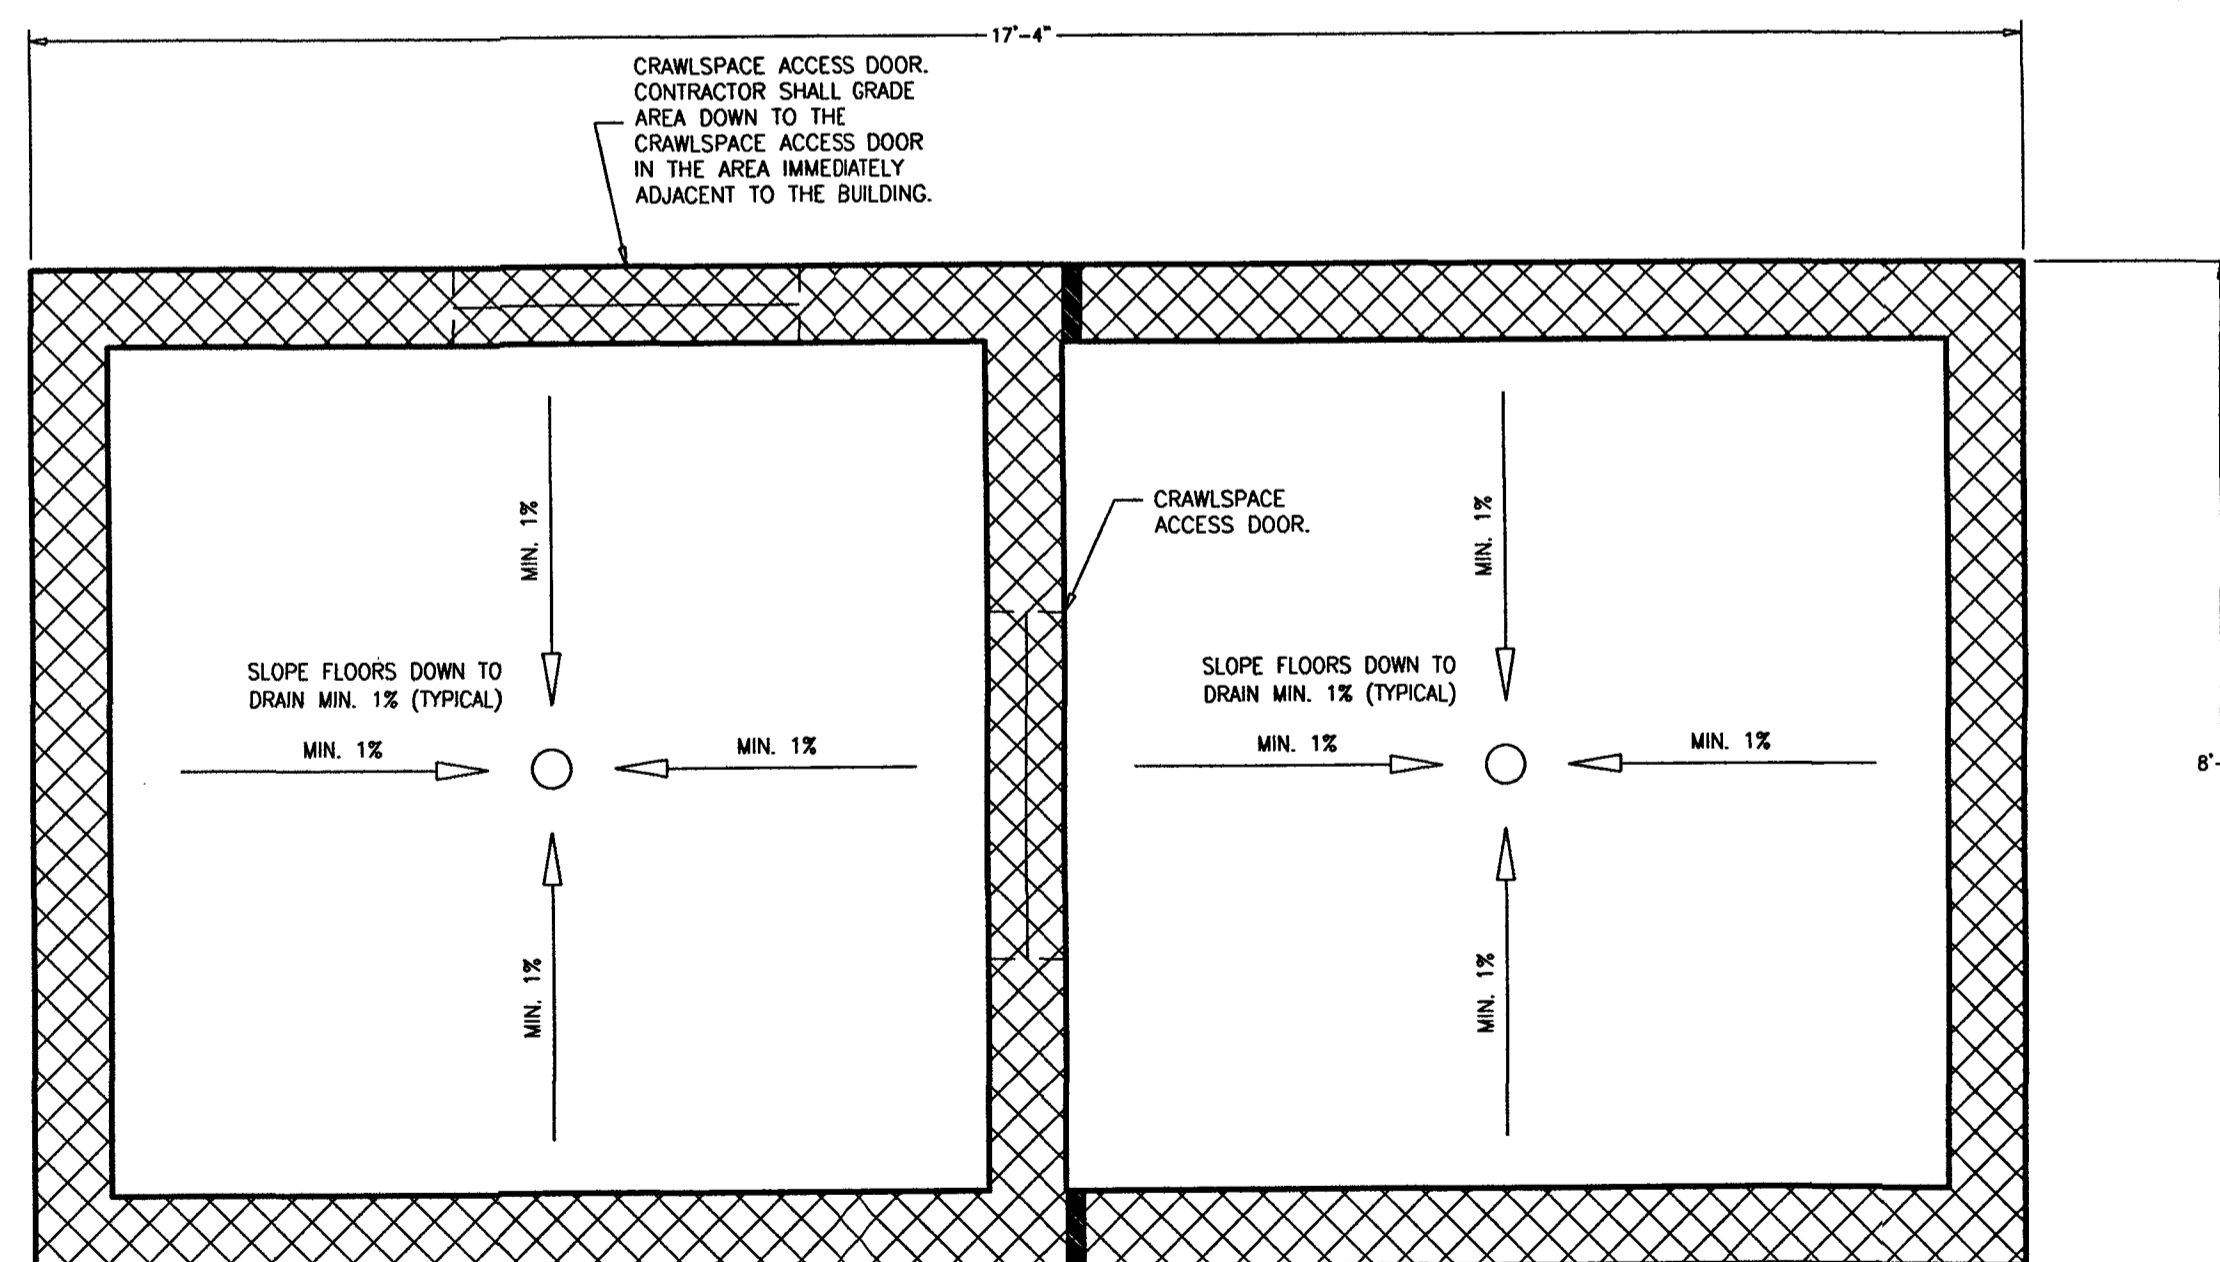 17'-4"
CRAWLSPACE ACCESS DOOR.
CONTRACTOR SHALL GRADE
AREA DOWN TO THE
CRAWLSPACE ACCESS DOOR
IN THE AREA IMMEDIATELY
ADJACENT TO THE BUILDING.
CRAWLSPACE
ACCESS DOOR.
MIN. 1%
SLOPE FLOORS DOWN TO
DRAIN MIN. 1% (TYPICAL)
MIN. 1%
MIN. 1%
MIN. 1%
MIN. 1%
SLOPE FLOORS DOWN TO
DRAIN MIN. 1% (TYPICAL)
MIN. 1%
MIN. 1%
MIN. 1%
8'-